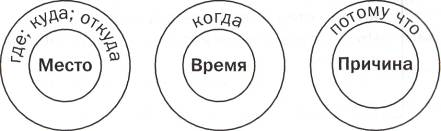 где; куда; откуда
Место
когда
Время
потому что
Причина